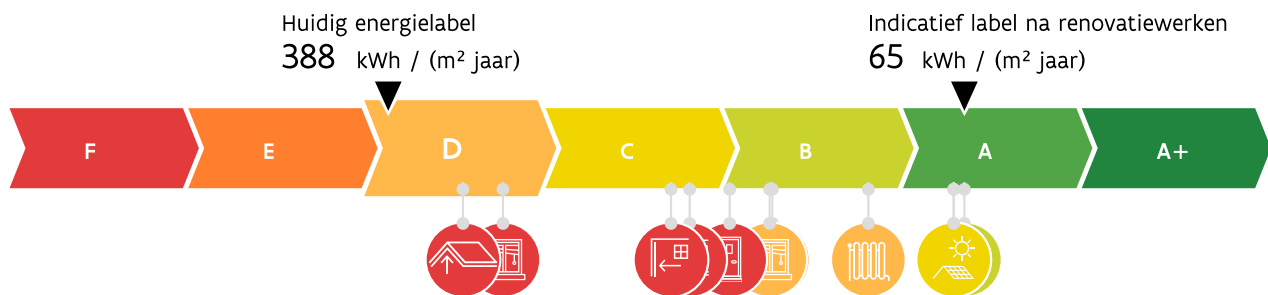 Huidig energielabel
388 kWh / (m² jaar)
Indicatief label na renovatiewerken
65 kWh / (m² jaar)
F E D C B A A+